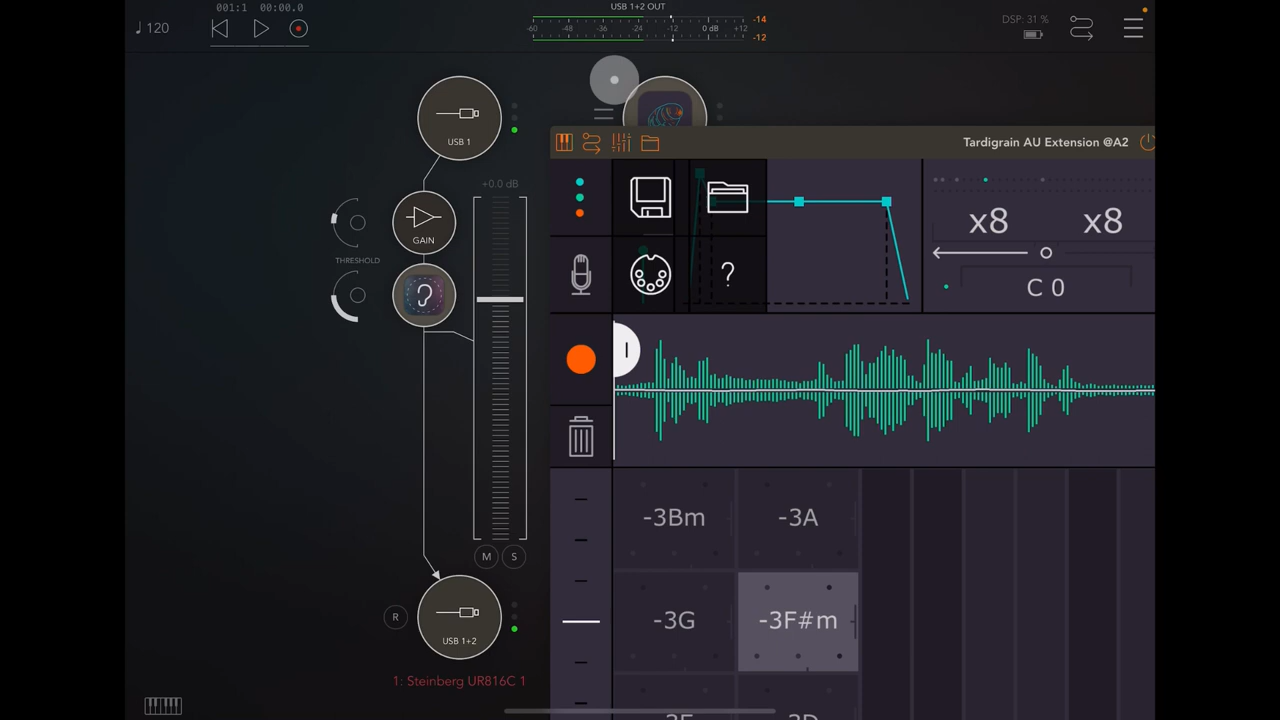 001:1 00:00.0
USB 1+2 OUT
♩120
-60 -48 -36 -24 -12 0 dB +12
-14
-12
DSP: 31 %
USB 1
Tardigrain AU Extension @A2
+0.0 dB
GAIN
THRESHOLD
x8 x8
?
C 0
-3Bm -3A
-3G -3F#m
M S
R
USB 1+2
1: Steinberg UR816C 1